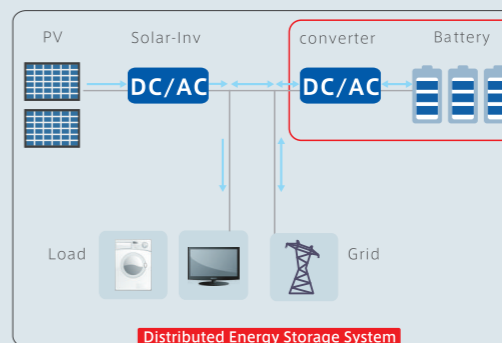 PV
Solar-Inv
converter
Battery
DC/AC
DC/AC
Load
Grid
Distributed Energy Storage System